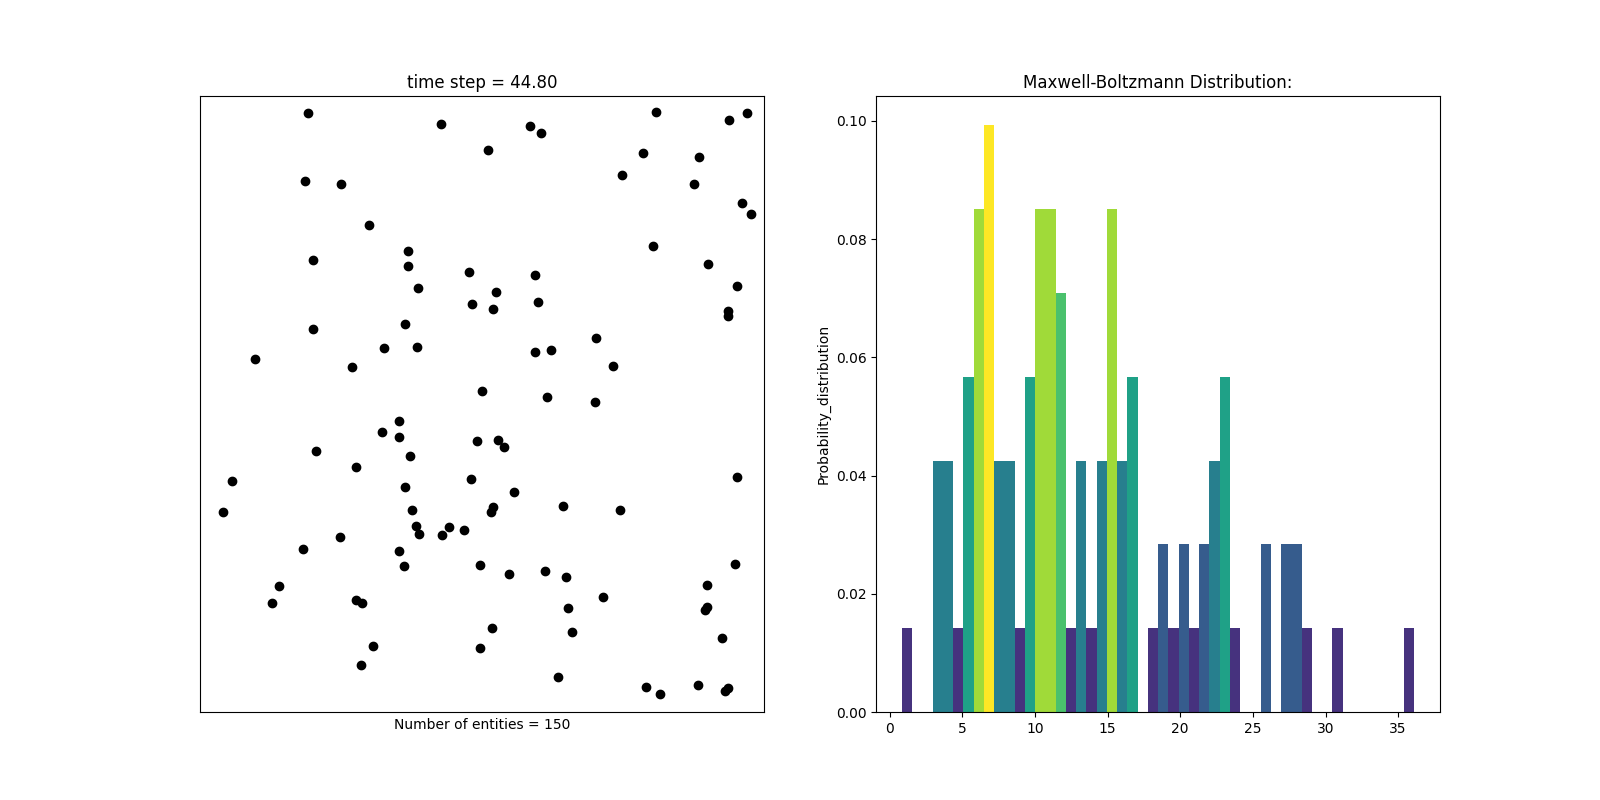 time step = 44.80
Number of entities = 150
Maxwell-Boltzmann Distribution:
Probability_distribution
0.10
0.08
0.06
0.04
0.02
0.00
0 5 10 15 20 25 30 35